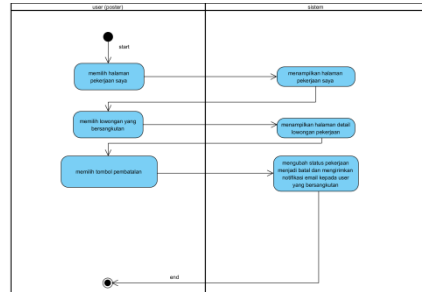 user (poster)
sistem
start
memilih halaman
pekerjaan saya
menampilkan halaman
pekerjaan saya
memilih lowongan yang
bersangkutan
menampilkan halaman detail
lowongan pekerjaan
memilih tombol pembatalan
mengubah status pekerjaan
menjadi batal dan mengirimkan
notifikasi email kepada user
yang bersangkutan
end